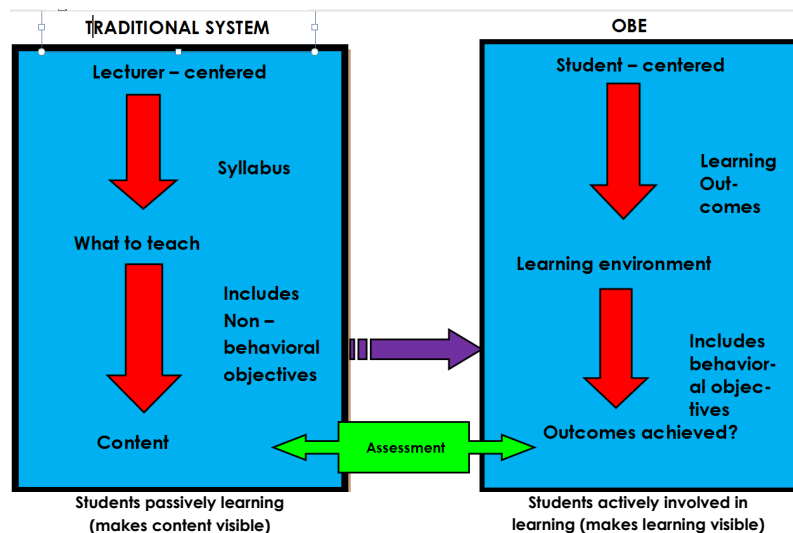 TRADITIONAL SYSTEM
Lecturer – centered
Syllabus
What to teach
Includes
Non –
behavioral
objectives
Content
Students passively learning
(makes content visible)
Assessment
OBE
Student – centered
Learning
Out-
comes
Learning environment
Includes
behavior-
al objec-
tives
Outcomes achieved?
Students actively involved in
learning (makes learning visible)